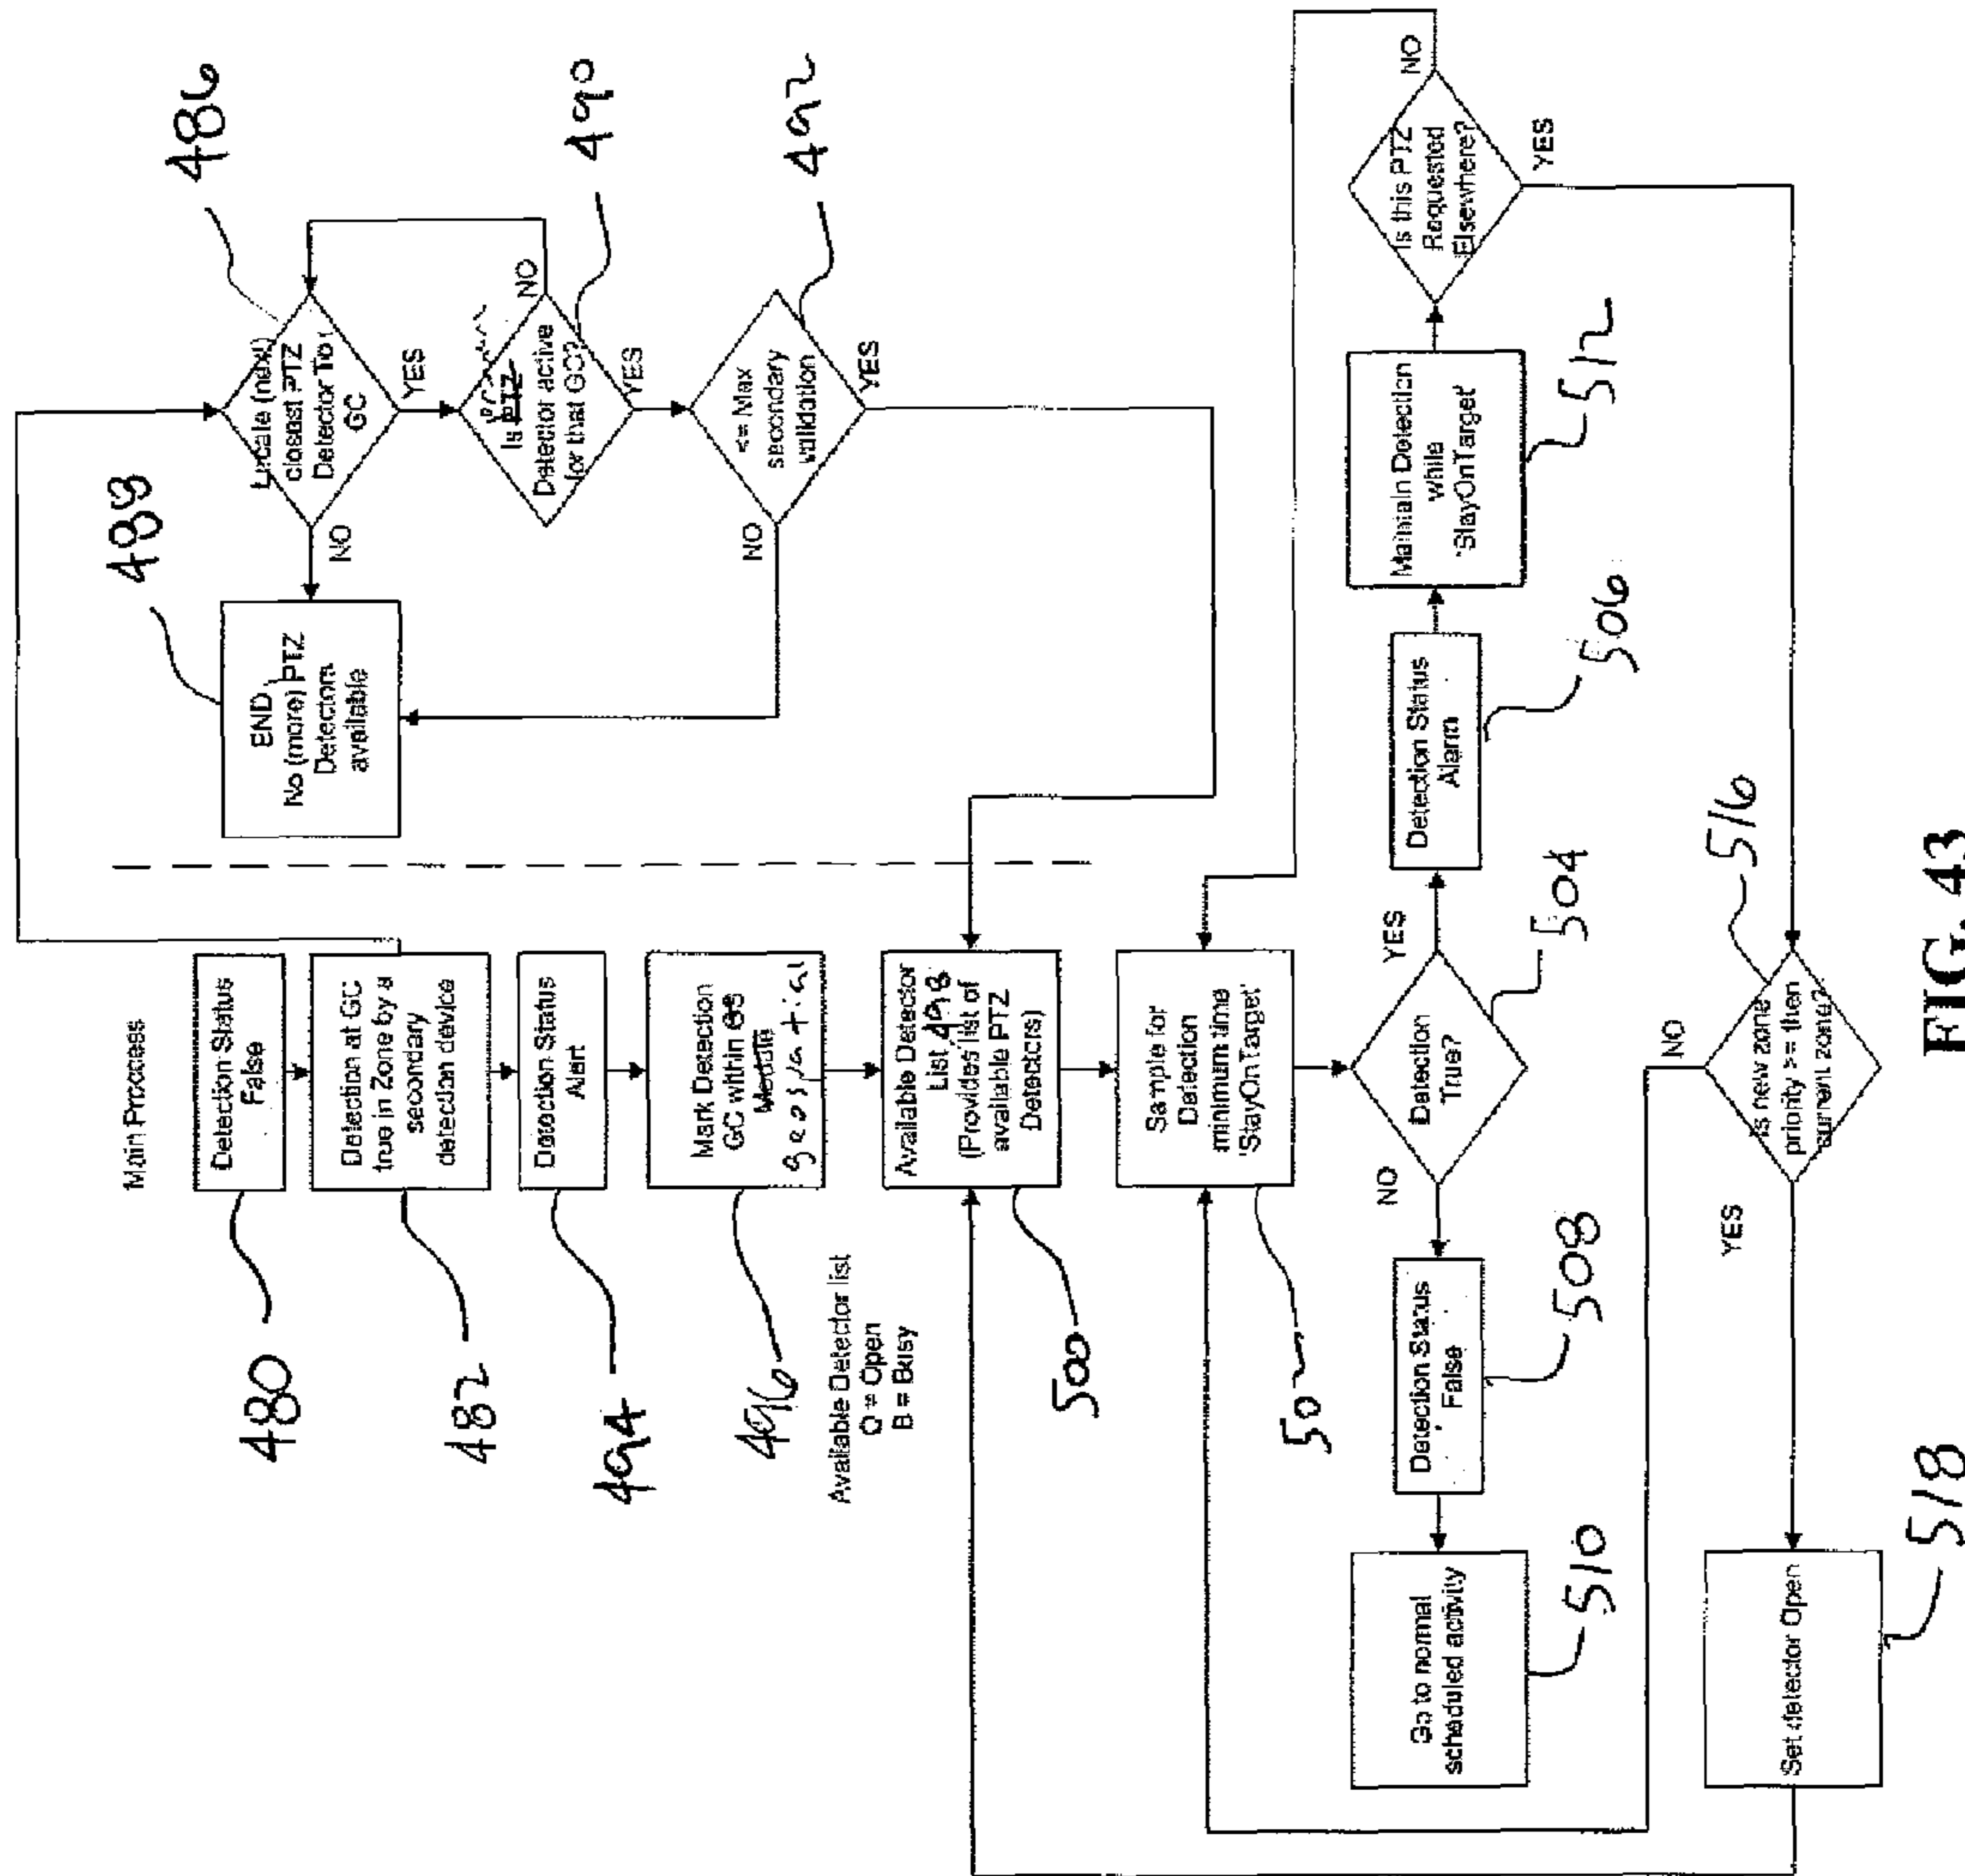 Main Process
Detection Status
False
Detection at GC
true in Zone by a
secondary
detection device
Detection Status
Alert
Mark Detection
GC within GS
Module
geospatial
Available Detector
List 498
(Provides list of
available PTZ
Detectors)
Sample for
Detection
minimum time
'StayOnTarget'
Detection
True?
NO
YES
Detection Status
False
Go to normal
scheduled activity
Detection Status
Alarm
Maintain Detection
while
'StayOnTarget'
Is this PTZ
Requested
Elsewhere?
NO
YES
Is new zone
priority >= then
current zone?
NO
YES
Set detector Open
Locate (next)
closest PTZ
Detector To
GC
NO
YES
END
No (more) PTZ
Detectors
available
Is PTZ
Detector active
for that GC?
NO
YES
<= Max
secondary
validation
NO
YES
Available Detector list
O = Open
B = Busy
480
482
494
496
500
502
504
506
508
510
512
516
518
486
488
490
492
FIG. 43